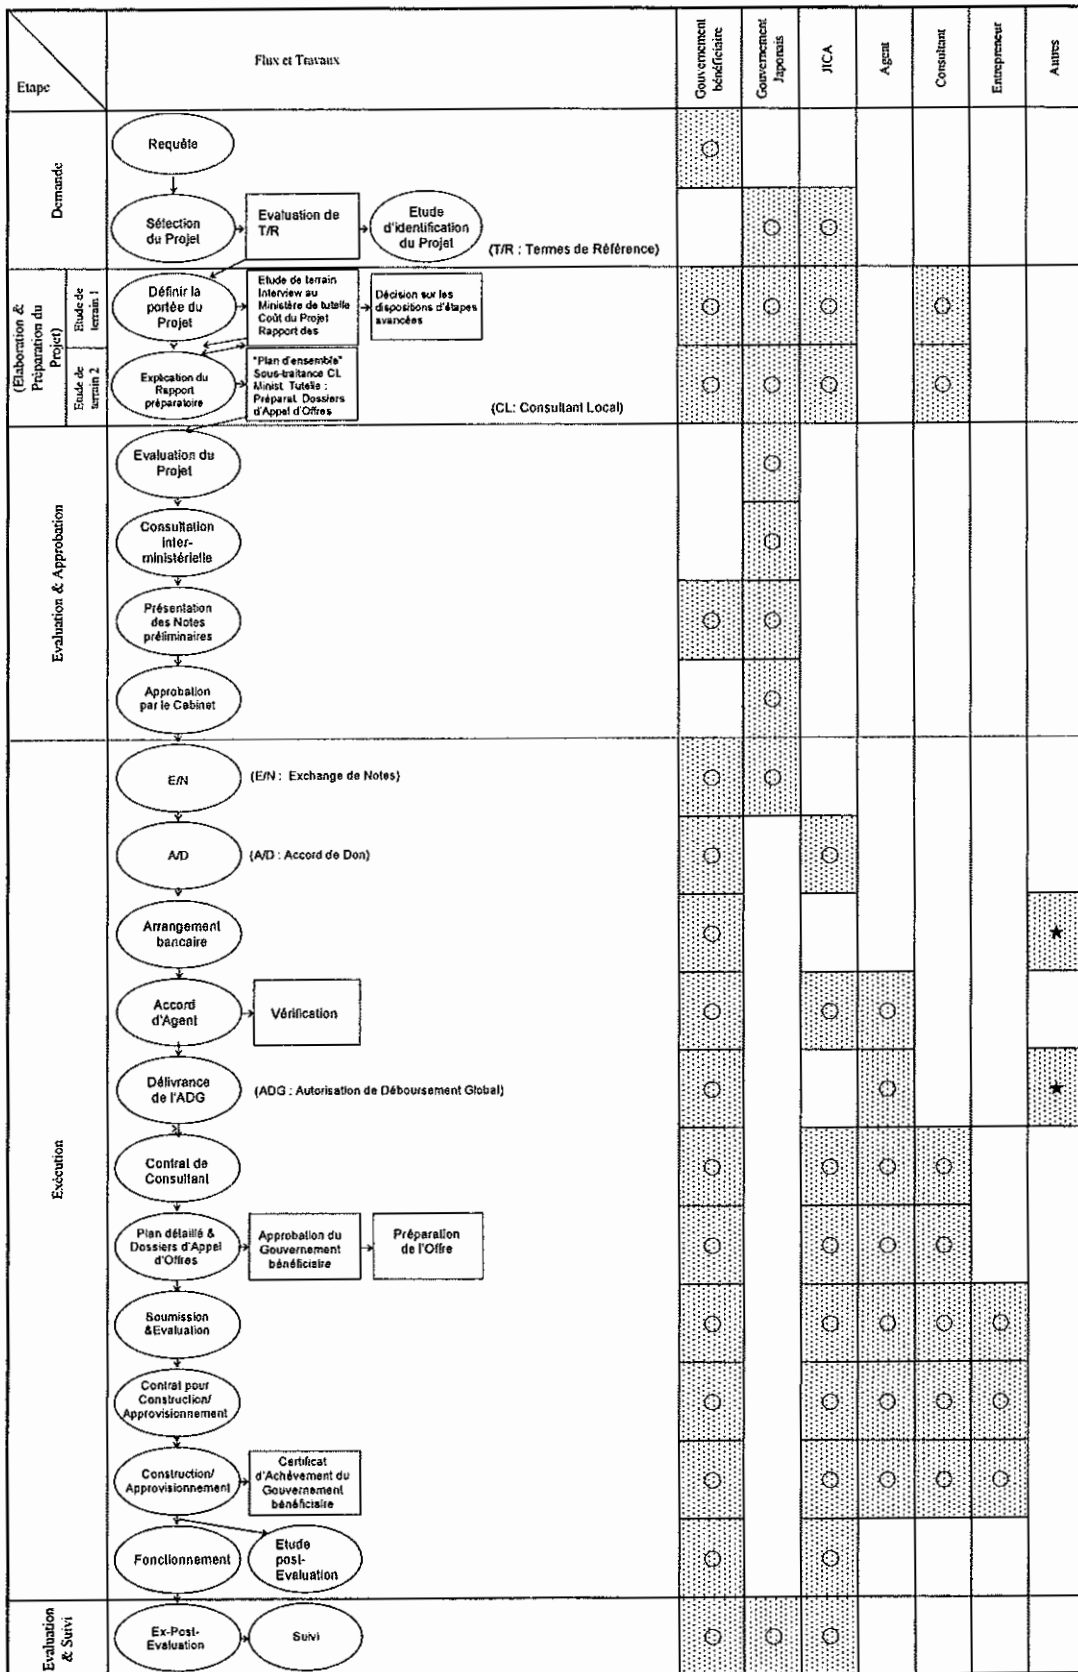 Etape
Flux et Travaux
Gouvernement
bénéficiaire
Gouvernement
Japonais
JICA
Agent
Consultant
Entrepreneur
Autres
Demande
Requête
Sélection
du Projet
Evaluation de
T/R
Etude
d'identification
du Projet
(T/R : Termes de Référence)
(Elaboration &
Préparation du
Projet)
Etude de
terrain 1
Définir la
portée du
Projet
Etude de terrain
Interview au
Ministère de tutelle
Coût du Projet
Rapport des
Décision sur les
dispositions d'étapes
avancées
Etude de
terrain 2
Explication du
Rapport
préparatoire
"Plan d'ensemble"
Sous-traitance CL
Minist. Tutelle :
Préparat. Dossiers
d'Appel d'Offres
(CL: Consultant Local)
Evaluation & Approbation
Evaluation du
Projet
Consultation
inter-
ministérielle
Présentation
des Notes
préliminaires
Approbation
par le Cabinet
Exécution
E/N
(E/N : Exchange de Notes)
A/D
(A/D : Accord de Don)
Arrangement
bancaire
★
Accord
d'Agent
Vérification
Délivrance
de l'ADG
(ADG : Autorisation de Déboursement Global)
★
Contrat de
Consultant
Plan détaillé &
Dossiers d'Appel
d'Offres
Approbation du
Gouvernement
bénéficiaire
Préparation
de l'Offre
Soumission
&Evaluation
Contrat pour
Construction/
Approvisionnement
Construction/
Approvisionnement
Certificat
d'Achèvement du
Gouvernement
bénéficiaire
Fonctionnement
Etude
post-
Evaluation
Evaluation
& Suivi
Ex-Post-
Evaluation
Suivi